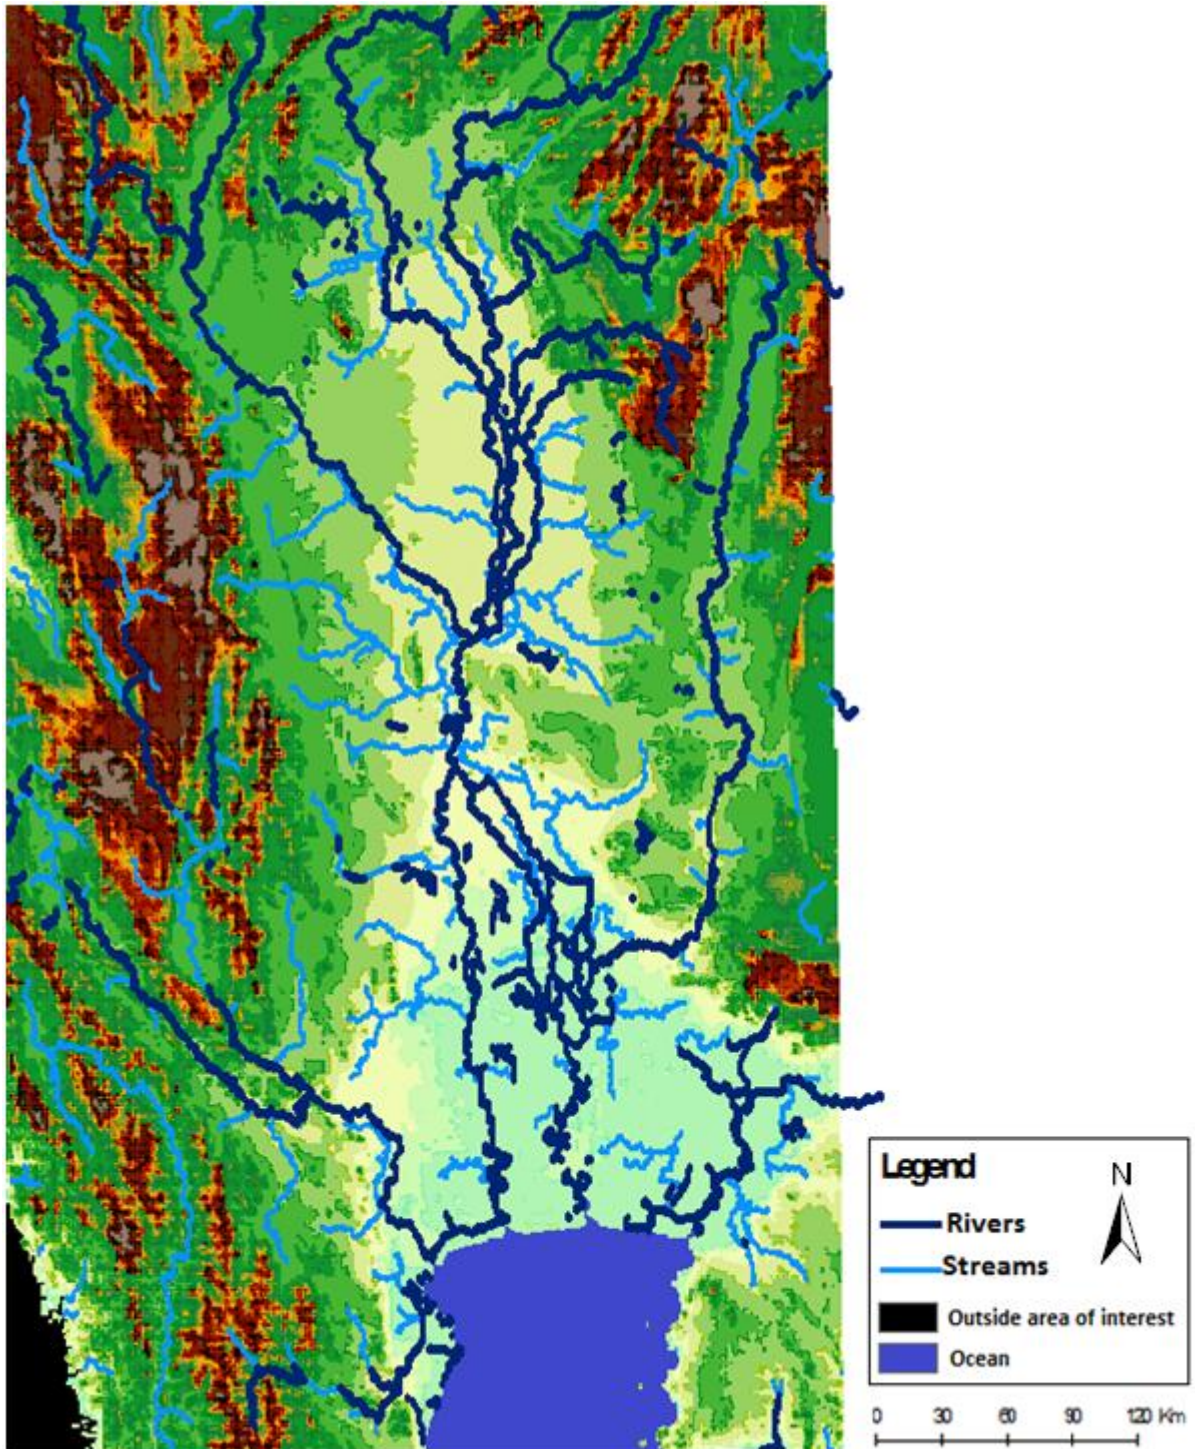 Legend
N
Rivers
Streams
Outside area of interest
Ocean
0 30 60 90 120 Km